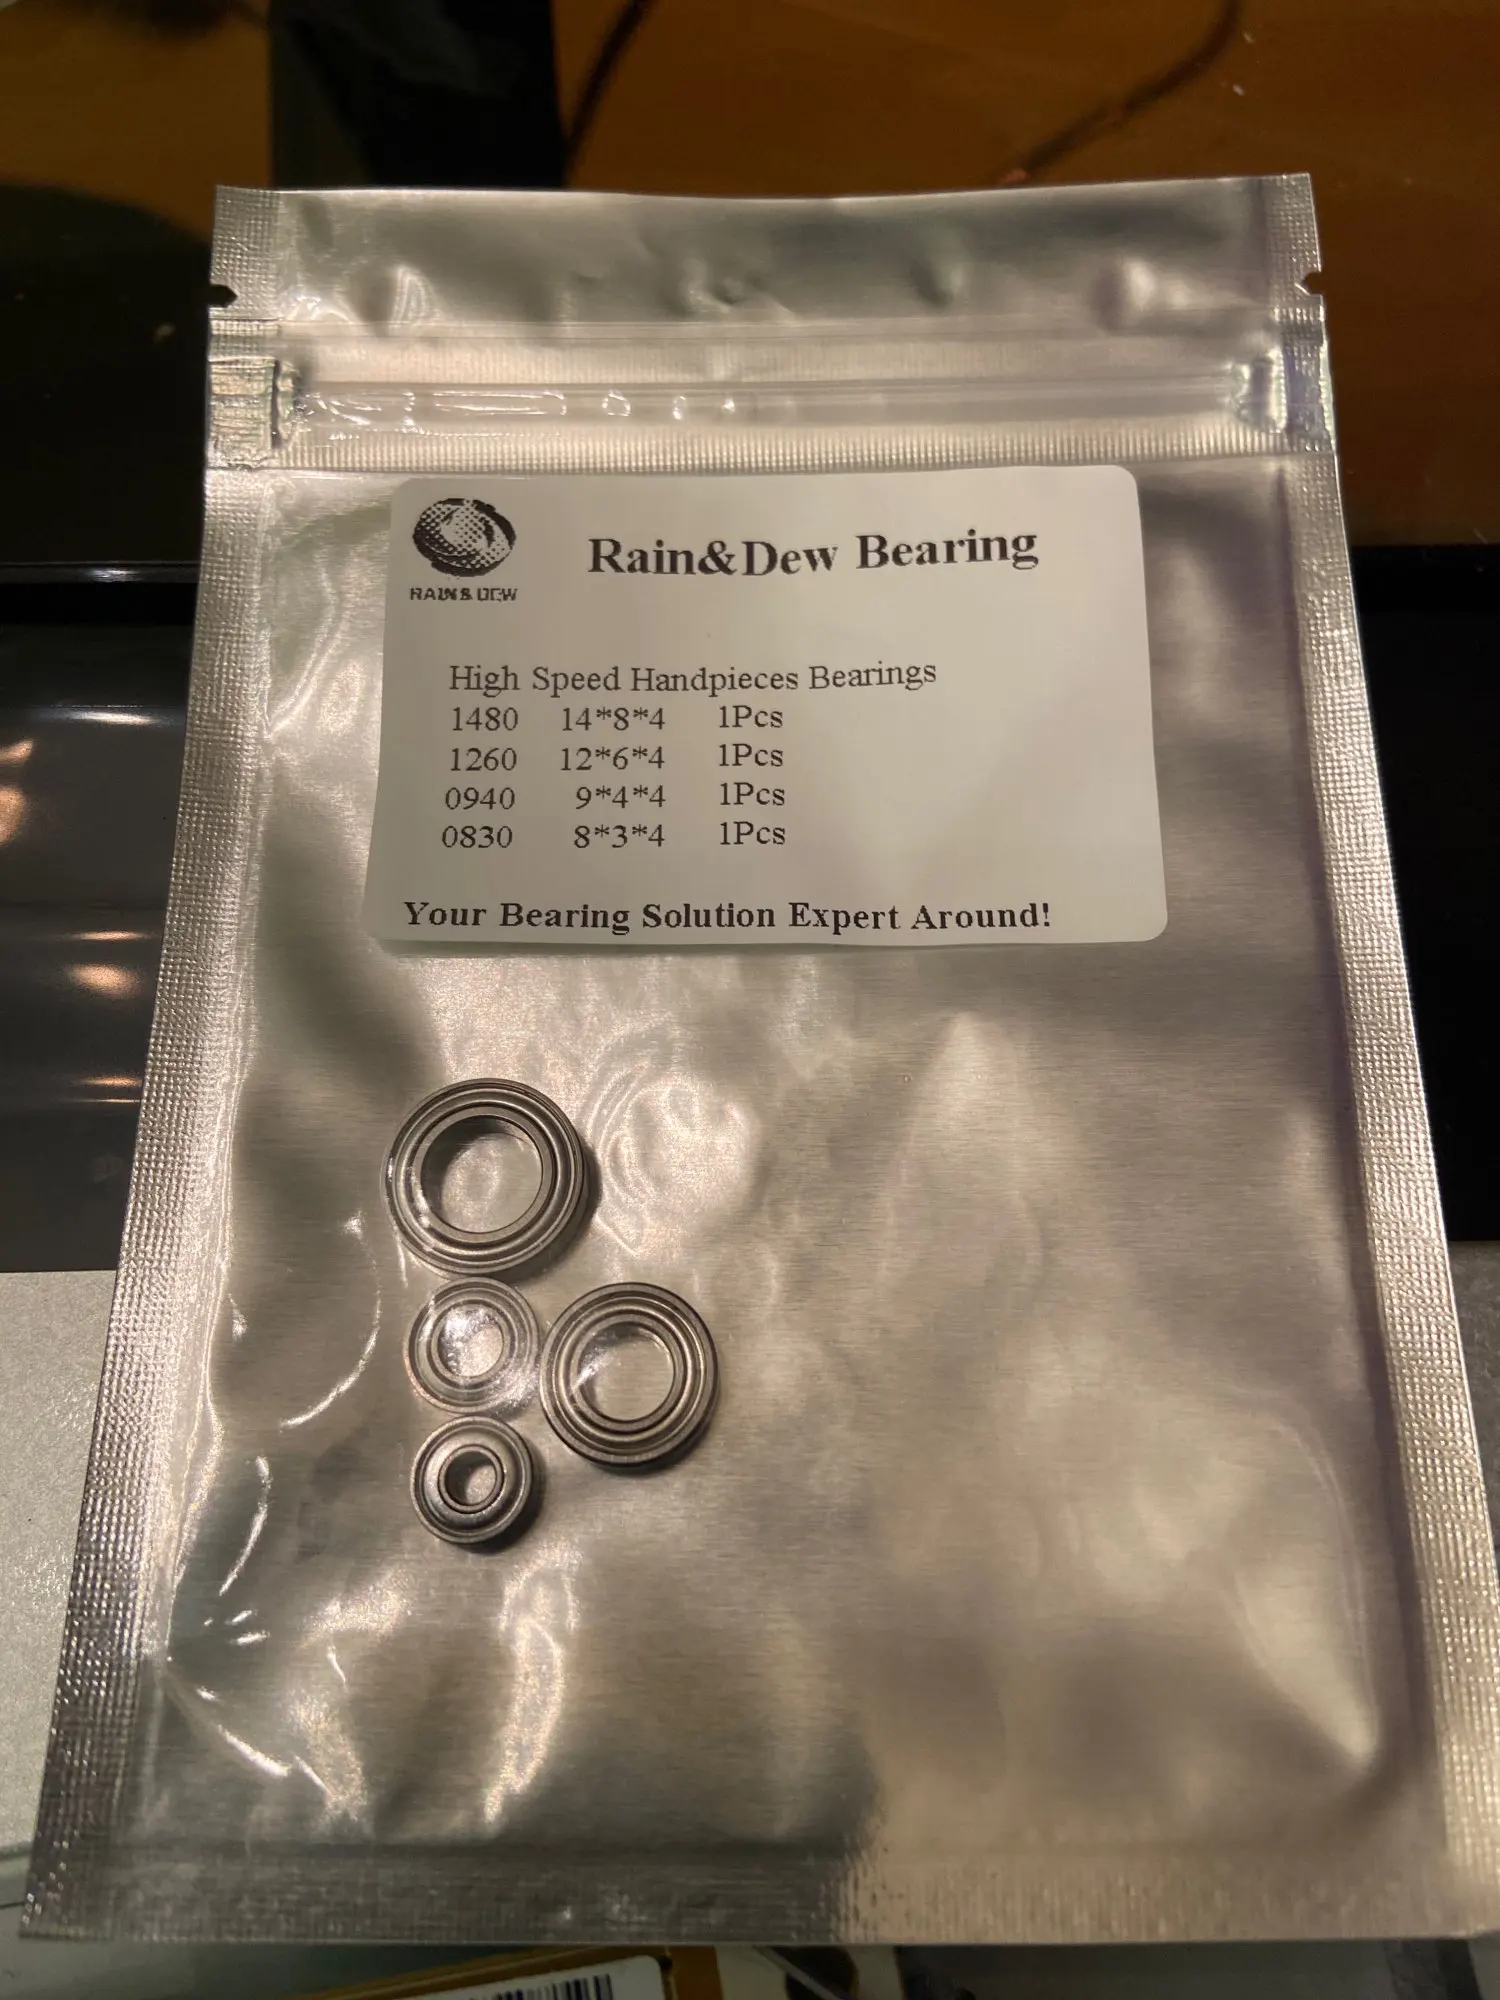 RAIN & DEW
Rain&Dew Bearing
High Speed Handpieces Bearings
1480 14*8*4 1Pcs
1260 12*6*4 1Pcs
0940 9*4*4 1Pcs
0830 8*3*4 1Pcs
Your Bearing Solution Expert Around!